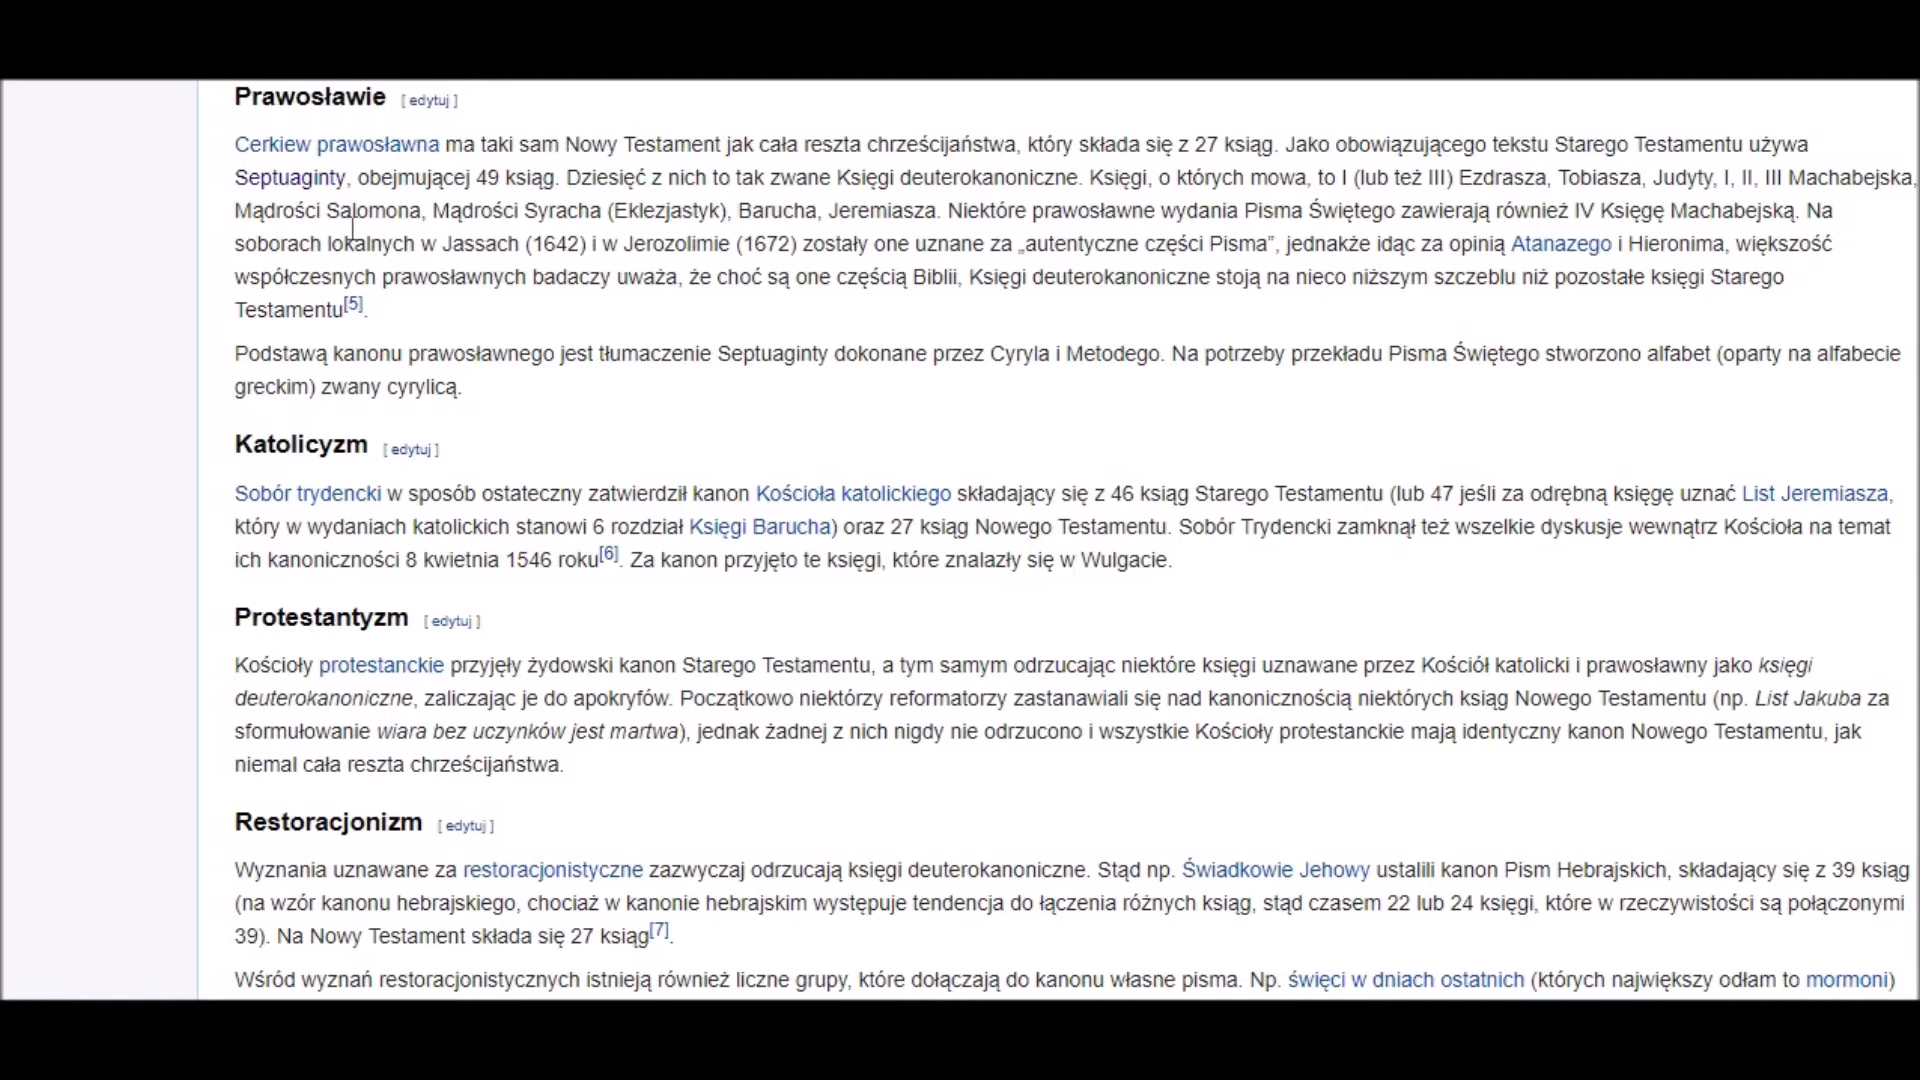 Prawosławie [ edytuj ]
Cerkiew prawosławna ma taki sam Nowy Testament jak cała reszta chrześcijaństwa, który składa się z 27 ksiąg. Jako obowiązującego tekstu Starego Testamentu używa
Septuaginty, obejmującej 49 ksiąg. Dziesięć z nich to tak zwane Księgi deuterokanoniczne. Księgi, o których mowa, to I (lub też III) Ezdrasza, Tobiasza, Judyty, I, II, III Machabejska,
Mądrości Salomona, Mądrości Syracha (Eklezjastyk), Barucha, Jeremiasza. Niektóre prawosławne wydania Pisma Świętego zawierają również IV Księgę Machabejską. Na
soborach lokalnych w Jassach (1642) i w Jerozolimie (1672) zostały one uznane za „autentyczne części Pisma”, jednakże idąc za opinią Atanazego i Hieronima, większość
współczesnych prawosławnych badaczy uważa, że choć są one częścią Biblii, Księgi deuterokanoniczne stoją na nieco niższym szczeblu niż pozostałe księgi Starego
Testamentu[5].
Podstawą kanonu prawosławnego jest tłumaczenie Septuaginty dokonane przez Cyryla i Metodego. Na potrzeby przekładu Pisma Świętego stworzono alfabet (oparty na alfabecie
greckim) zwany cyrylicą.
Katolicyzm [ edytuj ]
Sobór trydencki w sposób ostateczny zatwierdził kanon Kościoła katolickiego składający się z 46 ksiąg Starego Testamentu (lub 47 jeśli za odrębną księgę uznać List Jeremiasza,
który w wydaniach katolickich stanowi 6 rozdział Księgi Barucha) oraz 27 ksiąg Nowego Testamentu. Sobór Trydencki zamknął też wszelkie dyskusje wewnątrz Kościoła na temat
ich kanoniczności 8 kwietnia 1546 roku[6]. Za kanon przyjęto te księgi, które znalazły się w Wulgacie.
Protestantyzm [ edytuj ]
Kościoły protestanckie przyjęły żydowski kanon Starego Testamentu, a tym samym odrzucając niektóre księgi uznawane przez Kościół katolicki i prawosławny jako księgi
deuterokanoniczne, zaliczając je do apokryfów. Początkowo niektórzy reformatorzy zastanawiali się nad kanonicznością niektórych ksiąg Nowego Testamentu (np. List Jakuba za
sformułowanie wiara bez uczynków jest martwa), jednak żadnej z nich nigdy nie odrzucono i wszystkie Kościoły protestanckie mają identyczny kanon Nowego Testamentu, jak
niemal cała reszta chrześcijaństwa.
Restoracjonizm [ edytuj ]
Wyznania uznawane za restoracjonistyczne zazwyczaj odrzucają księgi deuterokanoniczne. Stąd np. Świadkowie Jehowy ustalili kanon Pism Hebrajskich, składający się z 39 ksiąg
(na wzór kanonu hebrajskiego, chociaż w kanonie hebrajskim występuje tendencja do łączenia różnych ksiąg, stąd czasem 22 lub 24 księgi, które w rzeczywistości są połączonymi
39). Na Nowy Testament składa się 27 ksiąg[7].
Wśród wyznań restoracjonistycznych istnieją również liczne grupy, które dołączają do kanonu własne pisma. Np. święci w dniach ostatnich (których największy odłam to mormoni)